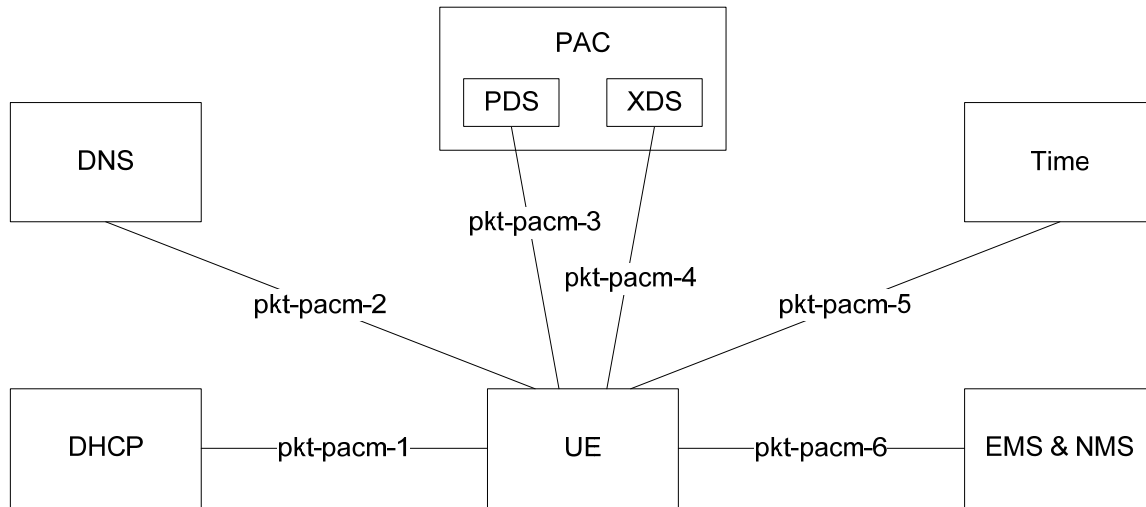 PAC
PDS
XDS
DNS
Time
pkt-pacm-3
pkt-pacm-4
pkt-pacm-2
pkt-pacm-5
DHCP
pkt-pacm-1
UE
pkt-pacm-6
EMS & NMS